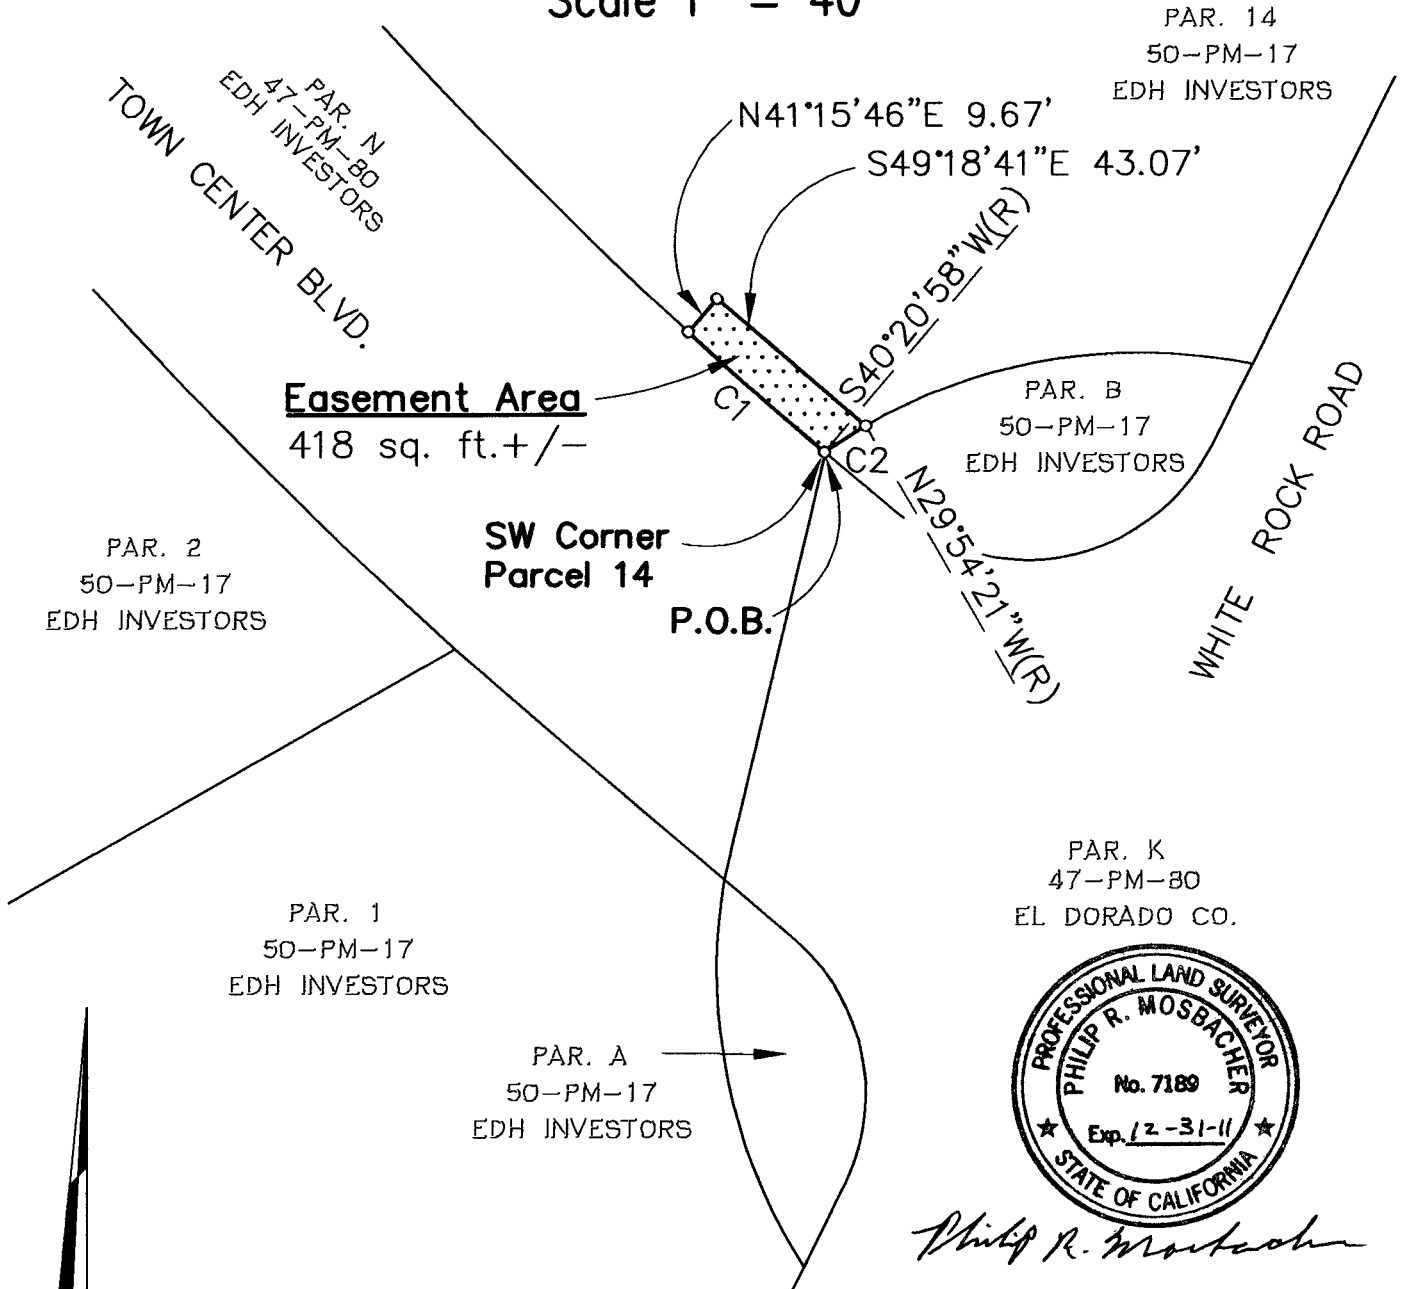 Scale 1" = 40'
PAR. 14
50-PM-17
EDH INVESTORS
PAR. N
47-PM-80
EDH INVESTORS
TOWN CENTER BLVD.
N41°15'46"E 9.67'
S49°18'41"E 43.07'
S40°20'58"W(R)
Easement Area
418 sq. ft.+/-
C1
C2
PAR. B
50-PM-17
EDH INVESTORS
N29°54'21"W(R)
WHITE ROCK ROAD
SW Corner
Parcel 14
P.O.B.
PAR. 2
50-PM-17
EDH INVESTORS
PAR. 1
50-PM-17
EDH INVESTORS
PAR. K
47-PM-80
EL DORADO CO.
PAR. A
50-PM-17
EDH INVESTORS
PROFESSIONAL LAND SURVEYOR
PHILIP R. MOSBACHER
No. 7189
Exp. 12-31-11
STATE OF CALIFORNIA
Philip R. Mosbacher